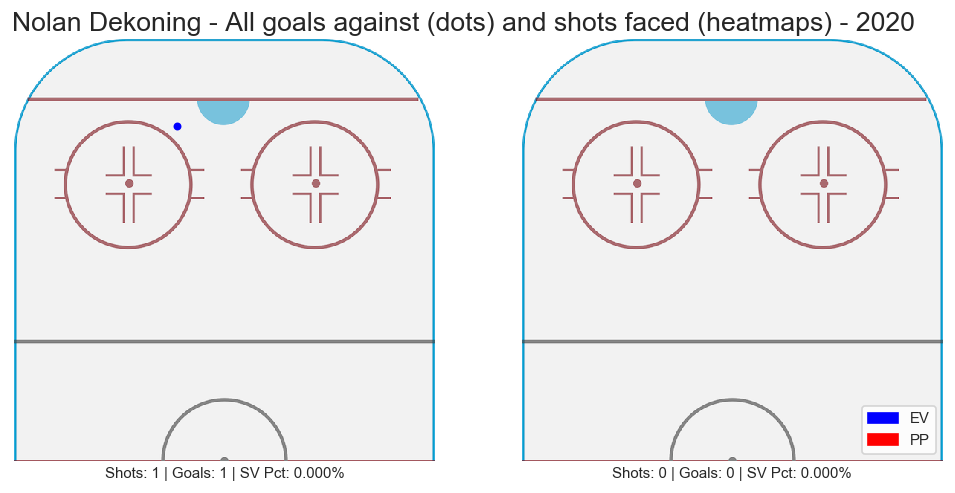 Nolan Dekoning - All goals against (dots) and shots faced (heatmaps) - 2020
EV
PP
Shots: 1 | Goals: 1 | SV Pct: 0.000%
Shots: 0 | Goals: 0 | SV Pct: 0.000%